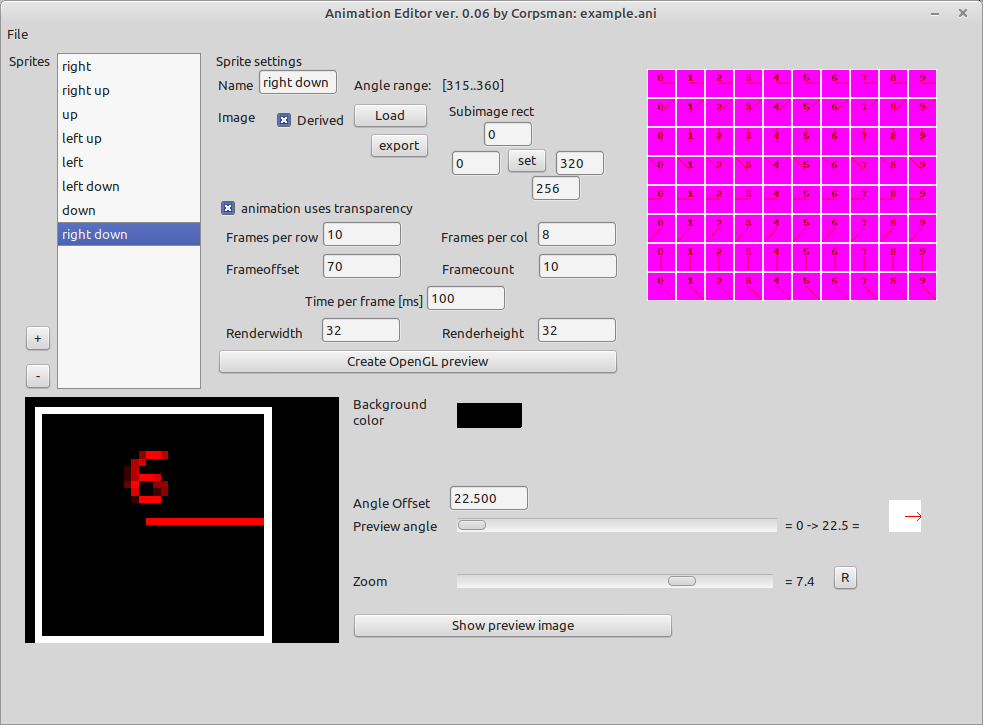 Animation Editor ver. 0.06 by Corpsman: example.ani
File
Sprites
right
right up
up
left up
left
left down
down
right down
+
-
Sprite settings
Name right down Angle range: [315..360]
Image Derived Load Subimage rect
export
0
0 set 320
256
animation uses transparency
Frames per row 10 Frames per col 8
Frameoffset 70 Framecount 10
Time per frame [ms] 100
Renderwidth 32 Renderheight 32
Create OpenGL preview
0 1 2 3 4 5 6 7 8 9
0 1 2 3 4 5 6 7 8 9
0 1 2 3 4 5 6 7 8 9
0 1 2 3 4 5 6 7 8 9
0 1 2 3 4 5 6 7 8 9
0 1 2 3 4 5 6 7 8 9
0 1 2 3 4 5 6 7 8 9
0 1 2 3 4 5 6 7 8 9
6
Background
color
Angle Offset 22.500
Preview angle = 0 -> 22.5 =
Zoom = 7.4 R
Show preview image